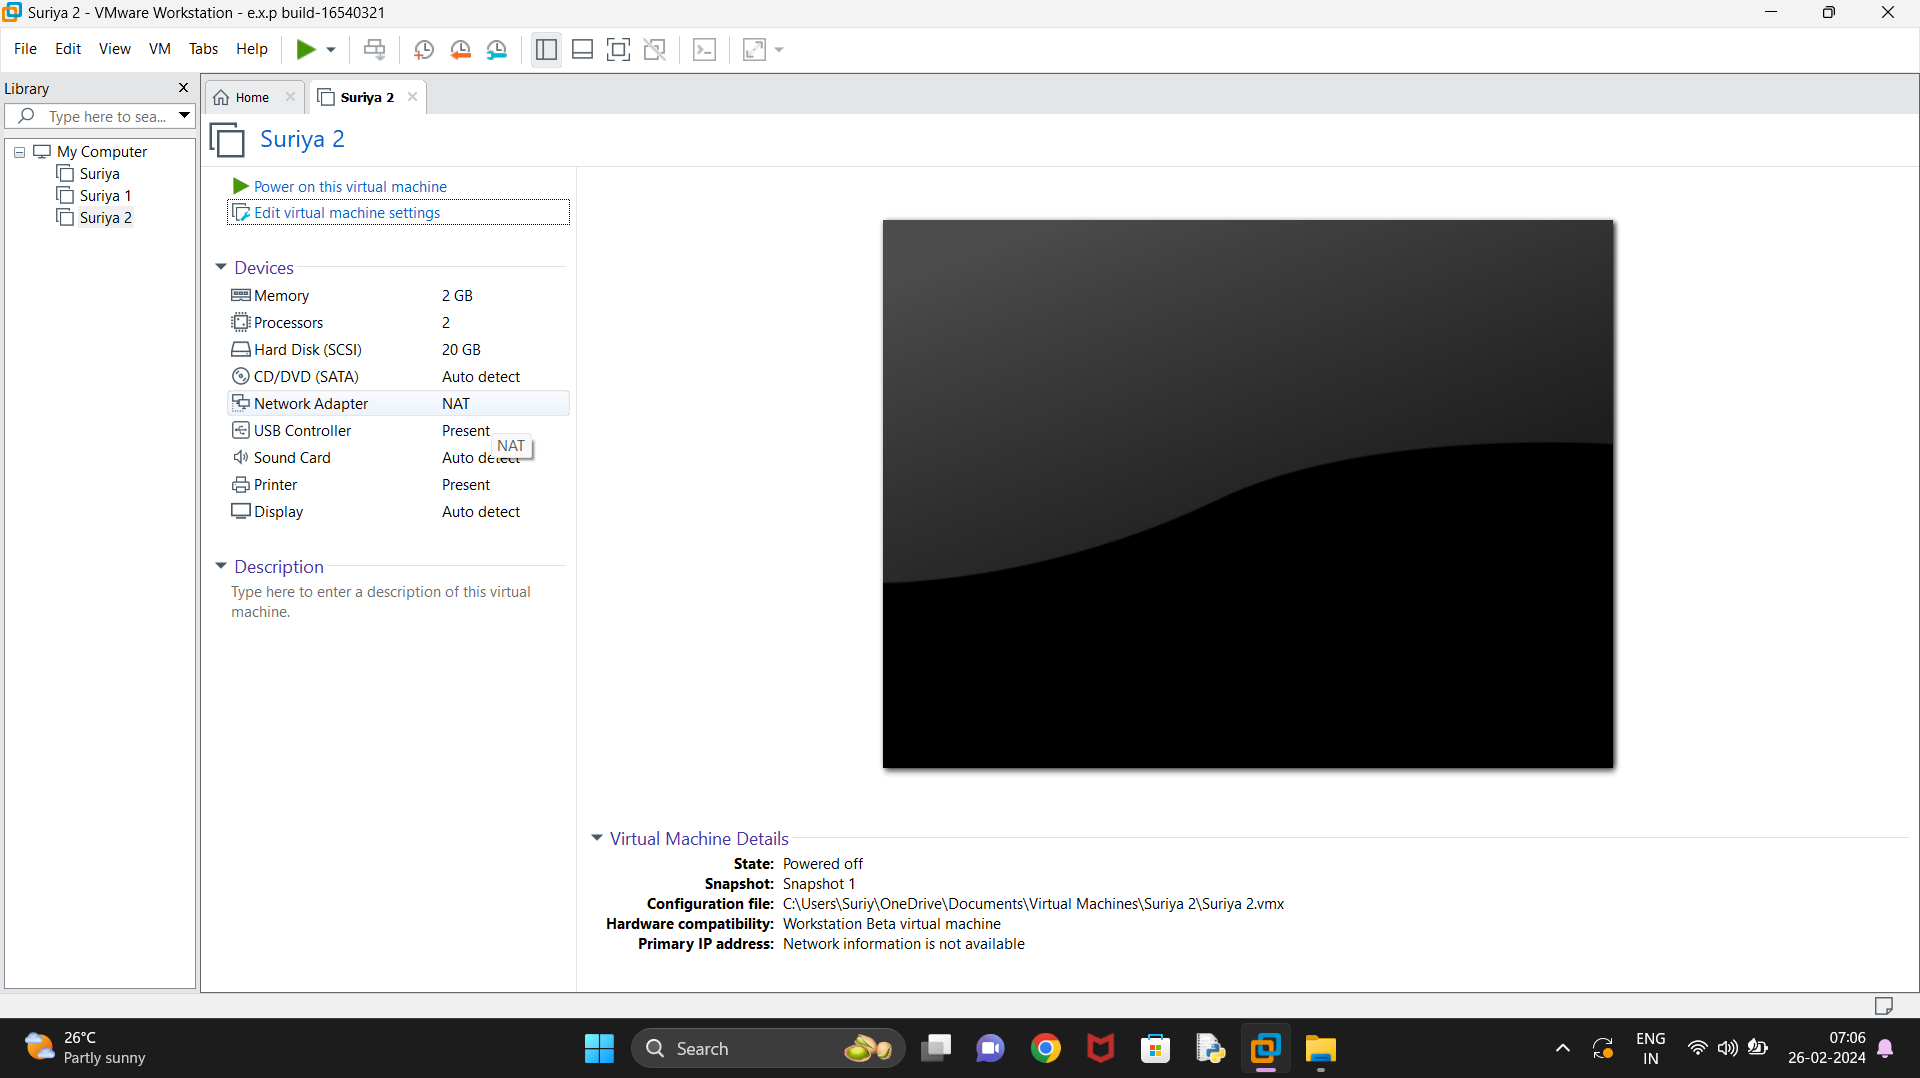 Suriya 2 - VMware Workstation - e.x.p build-16540321
File Edit View VM Tabs Help
Library
Type here to sea...
My Computer
Suriya
Suriya 1
Suriya 2
Home
Suriya 2
Suriya 2
Power on this virtual machine
Edit virtual machine settings
Devices
Memory 2 GB
Processors 2
Hard Disk (SCSI) 20 GB
CD/DVD (SATA) Auto detect
Network Adapter NAT
USB Controller Present
NAT
Sound Card Auto detect
Printer Present
Display Auto detect
Description
Type here to enter a description of this virtual
machine.
Virtual Machine Details
State: Powered off
Snapshot: Snapshot 1
Configuration file: C:\Users\Suriy\OneDrive\Documents\Virtual Machines\Suriya 2\Suriya 2.vmx
Hardware compatibility: Workstation Beta virtual machine
Primary IP address: Network information is not available
26°C
Partly sunny
Search
ENG
IN
07:06
26-02-2024